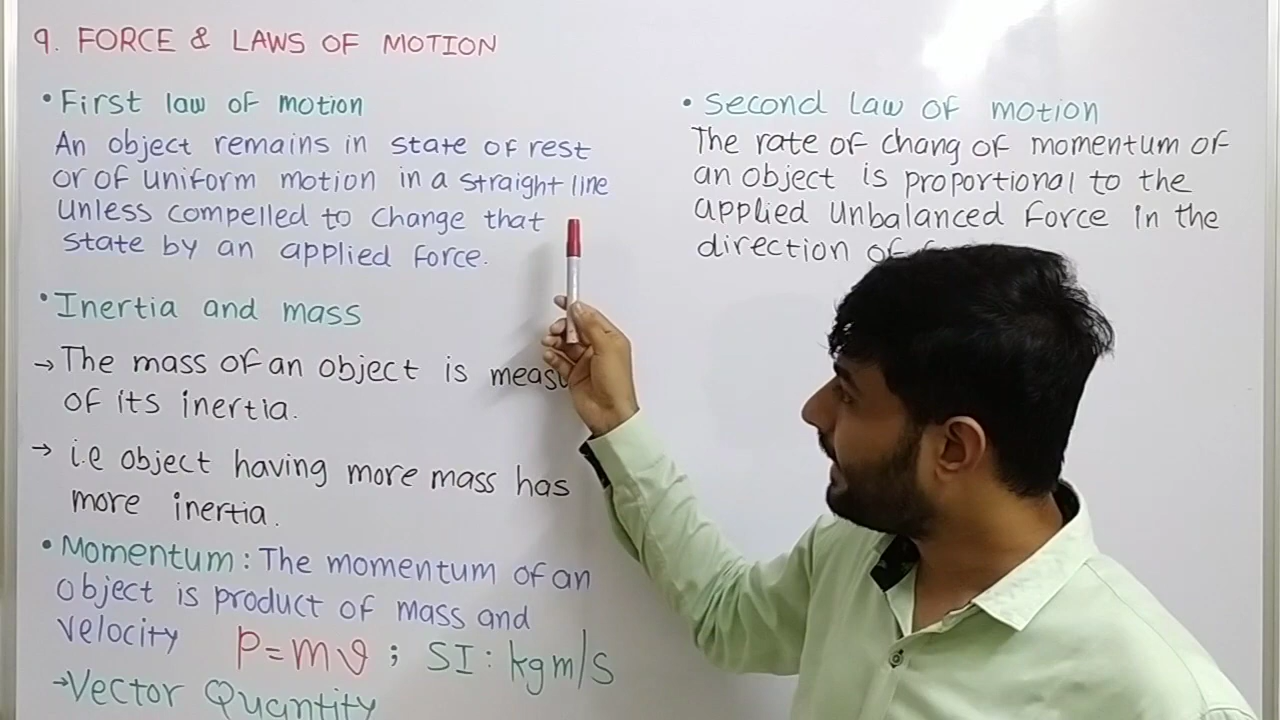 9. FORCE & LAWS OF MOTION
• First law of motion
An object remains in state of rest
or of uniform motion in a straight line
unless compelled to change that
state by an applied force.
• Inertia and mass
→ The mass of an object is
of its inertia.
→ i.e object having more mass has
more inertia.
• Momentum: The momentum of an
object is product of mass and
velocity P=mv ; SI: kgm/s
→Vector Quantity
• Second law of motion
The rate of chang of momentum of
an object is proportional to the
applied unbalanced force in the
direction of